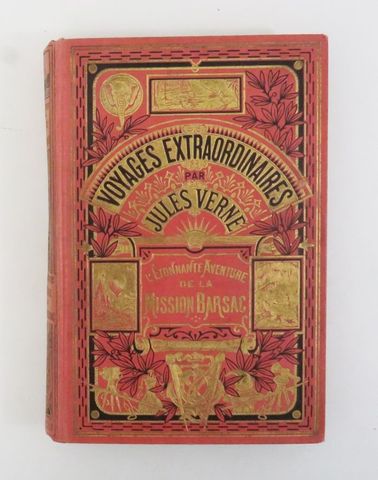 VOYAGES EXTRAORDINAIRES
PAR
JULES VERNE
L'ÉTONNANTE AVENTURE
DE LA
MISSION BARSAC